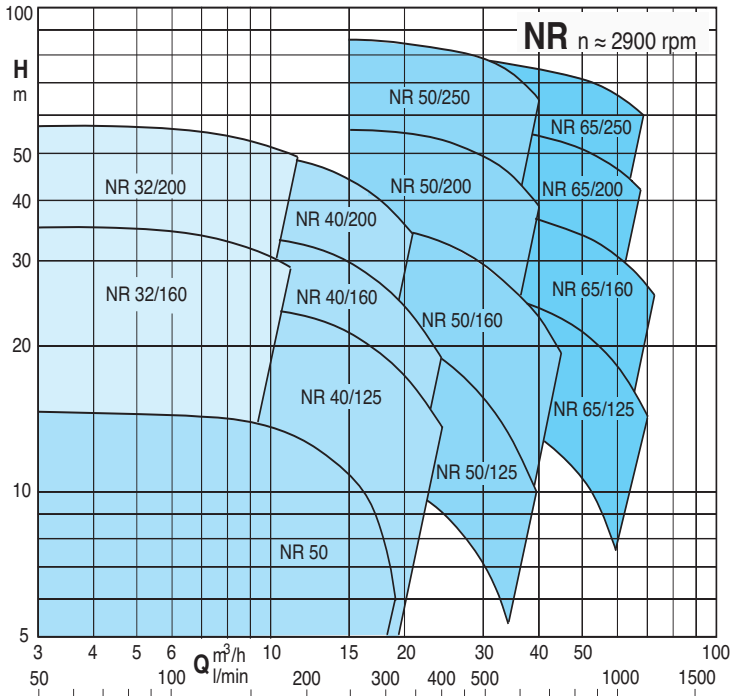 100
NR n ≈ 2900 rpm
H
m
NR 50/250
NR 65/250
50
NR 32/200
NR 50/200
NR 65/200
40
NR 40/200
30
NR 32/160
NR 40/160
NR 65/160
NR 50/160
20
NR 40/125
NR 65/125
NR 50/125
10
NR 50
5
3 4 5 6 10 15 20 30 40 50 100
Q m³/h
l/min
50 100 200 300 400 500 1000 1500